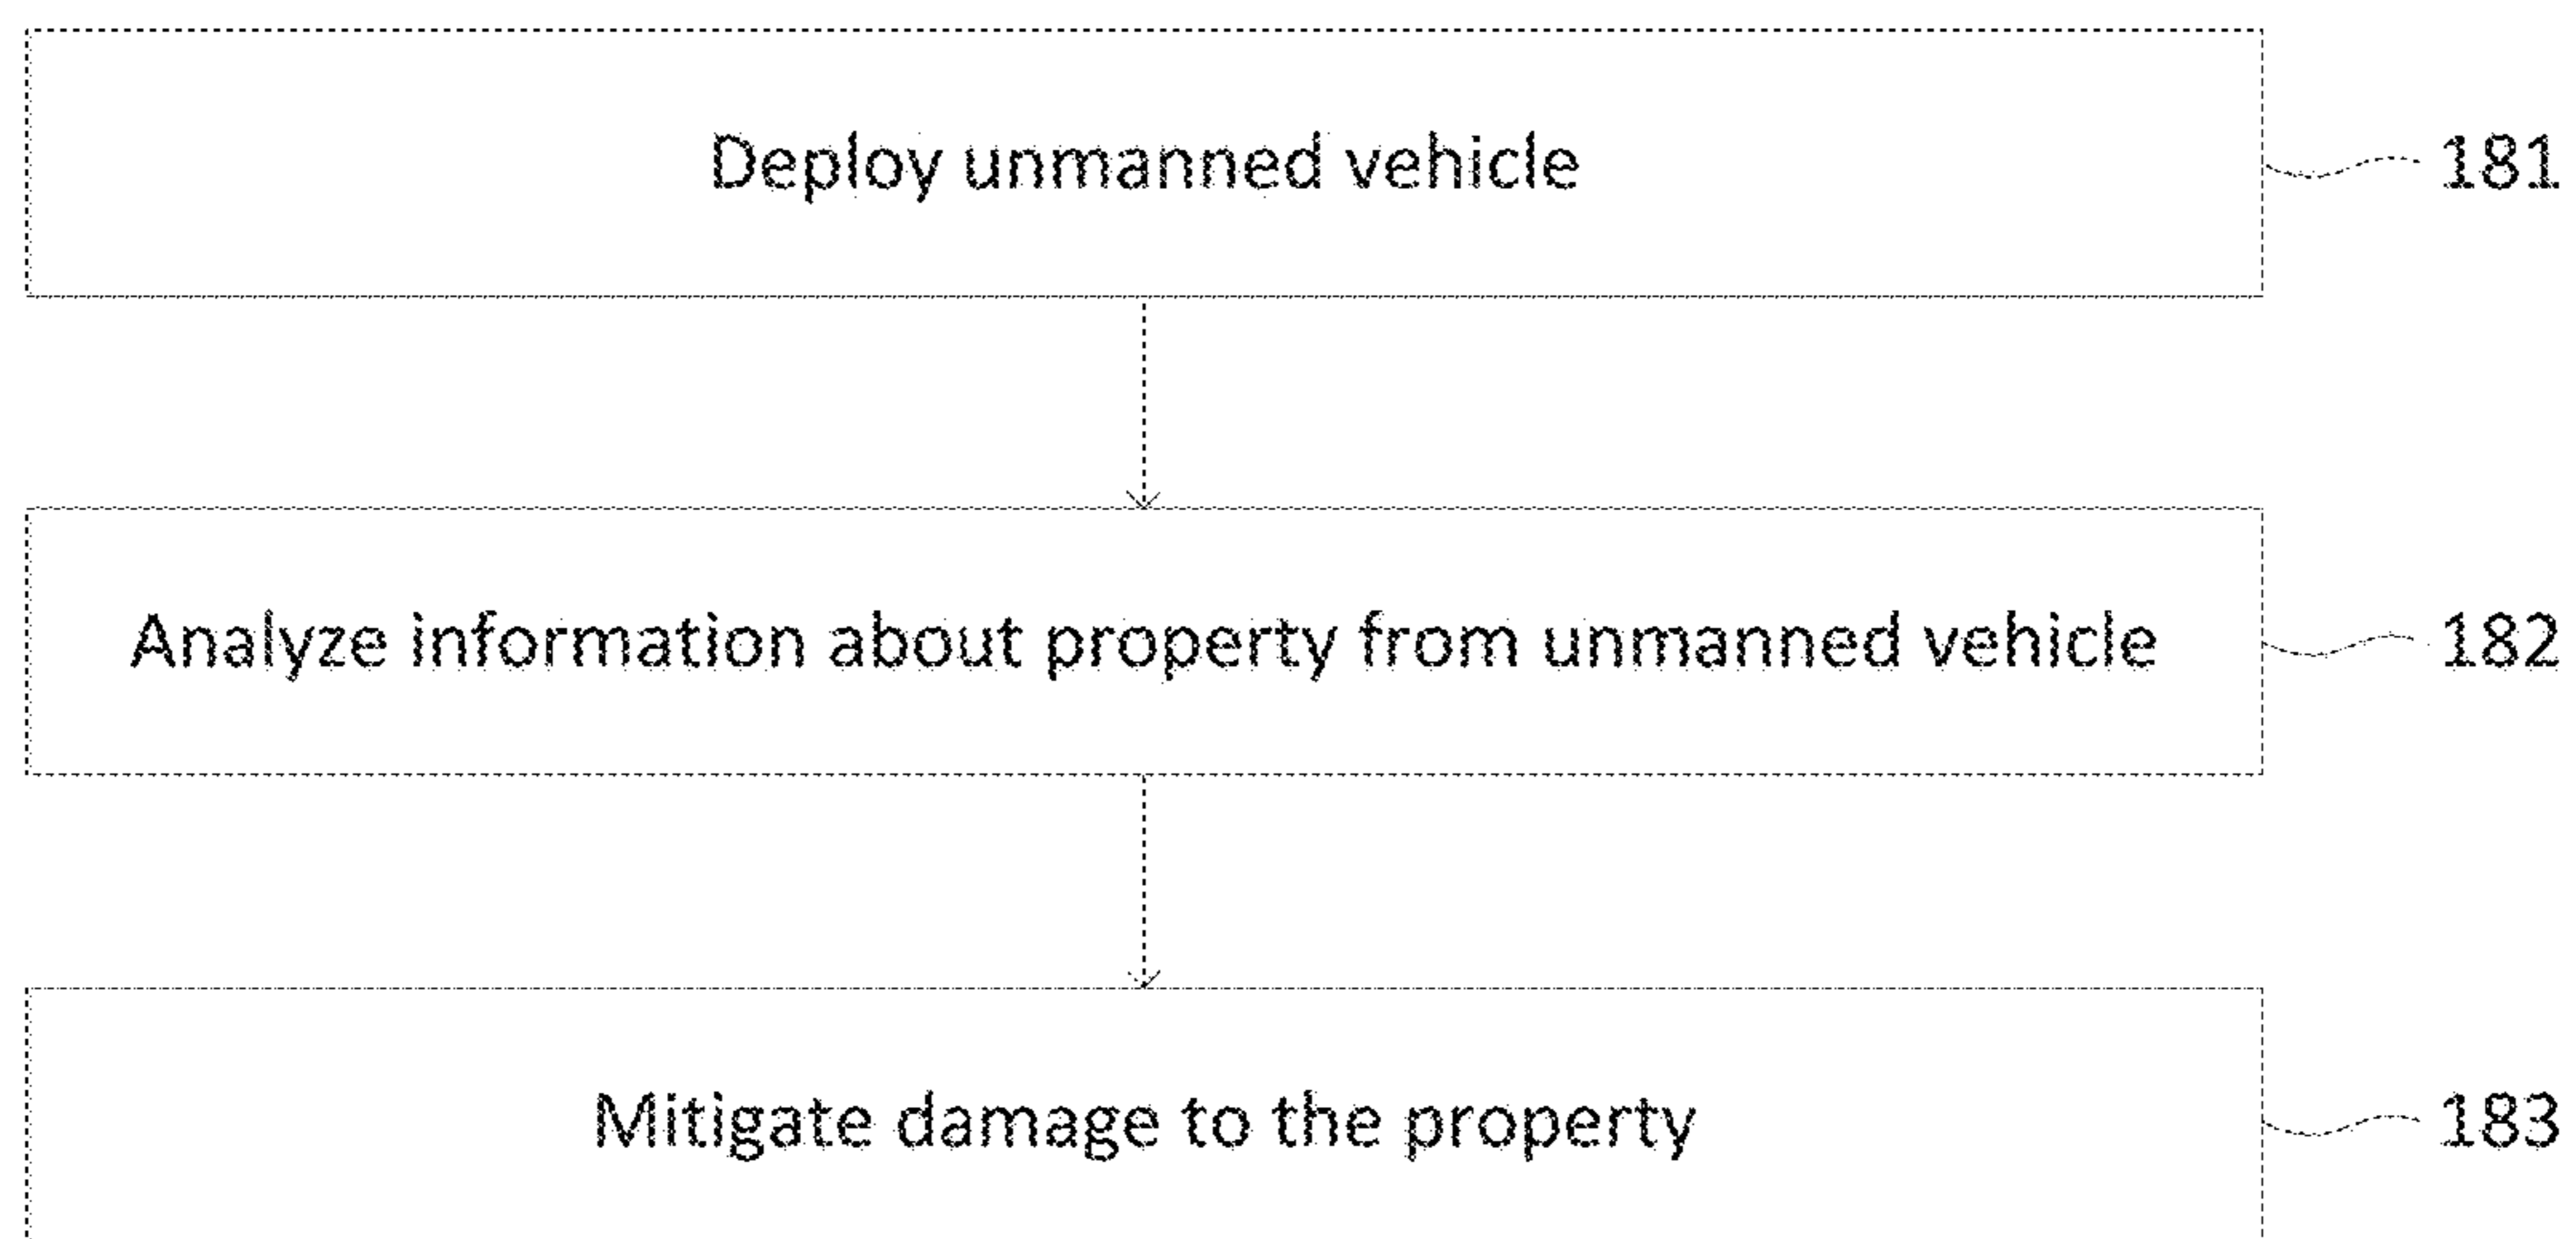 Deploy unmanned vehicle
181
Analyze information about property from unmanned vehicle
182
Mitigate damage to the property
183